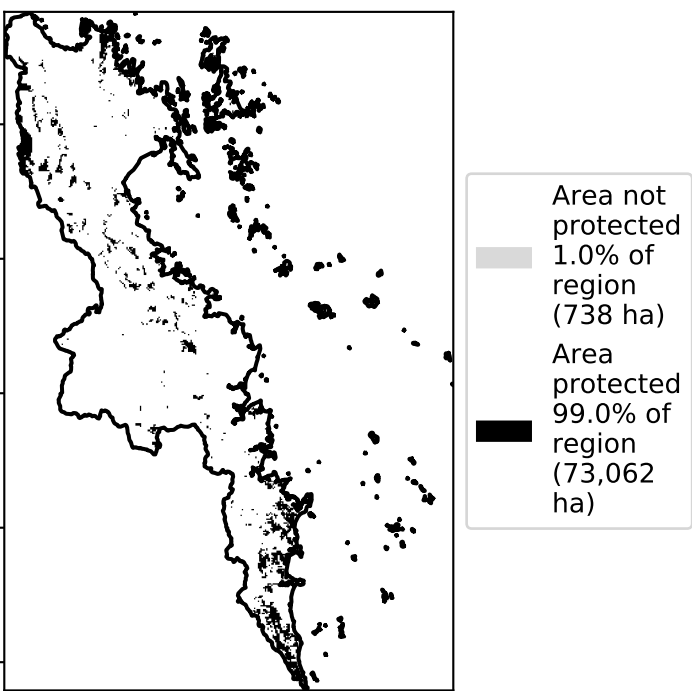 Area not
protected
1.0% of
region
(738 ha)
Area
protected
99.0% of
region
(73,062
ha)